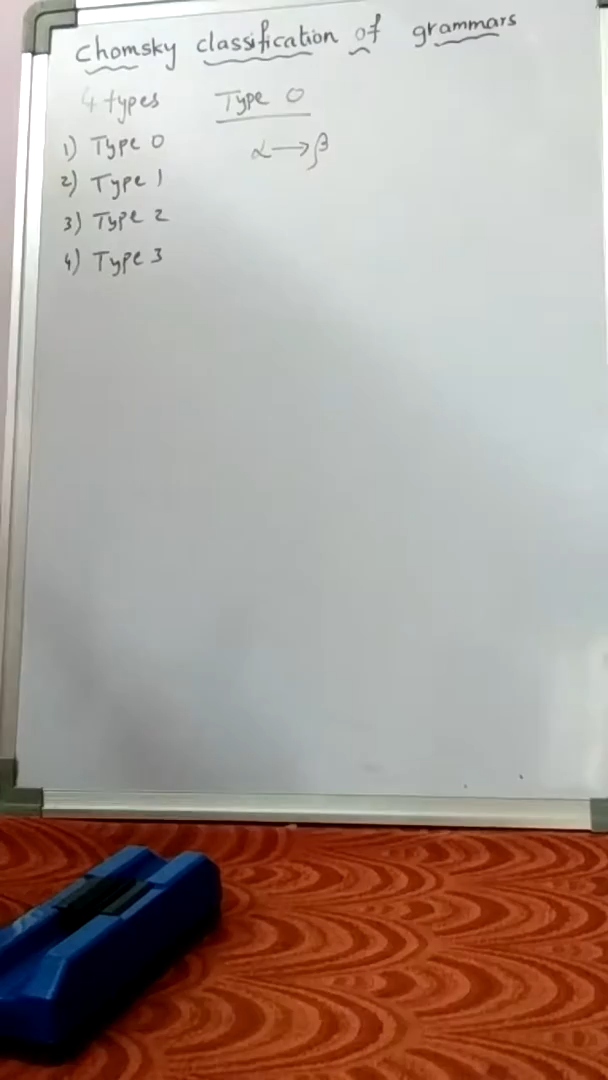 Chomsky classification of grammars
4 types
1) Type 0
2) Type 1
3) Type 2
4) Type 3
Type 0
α→β